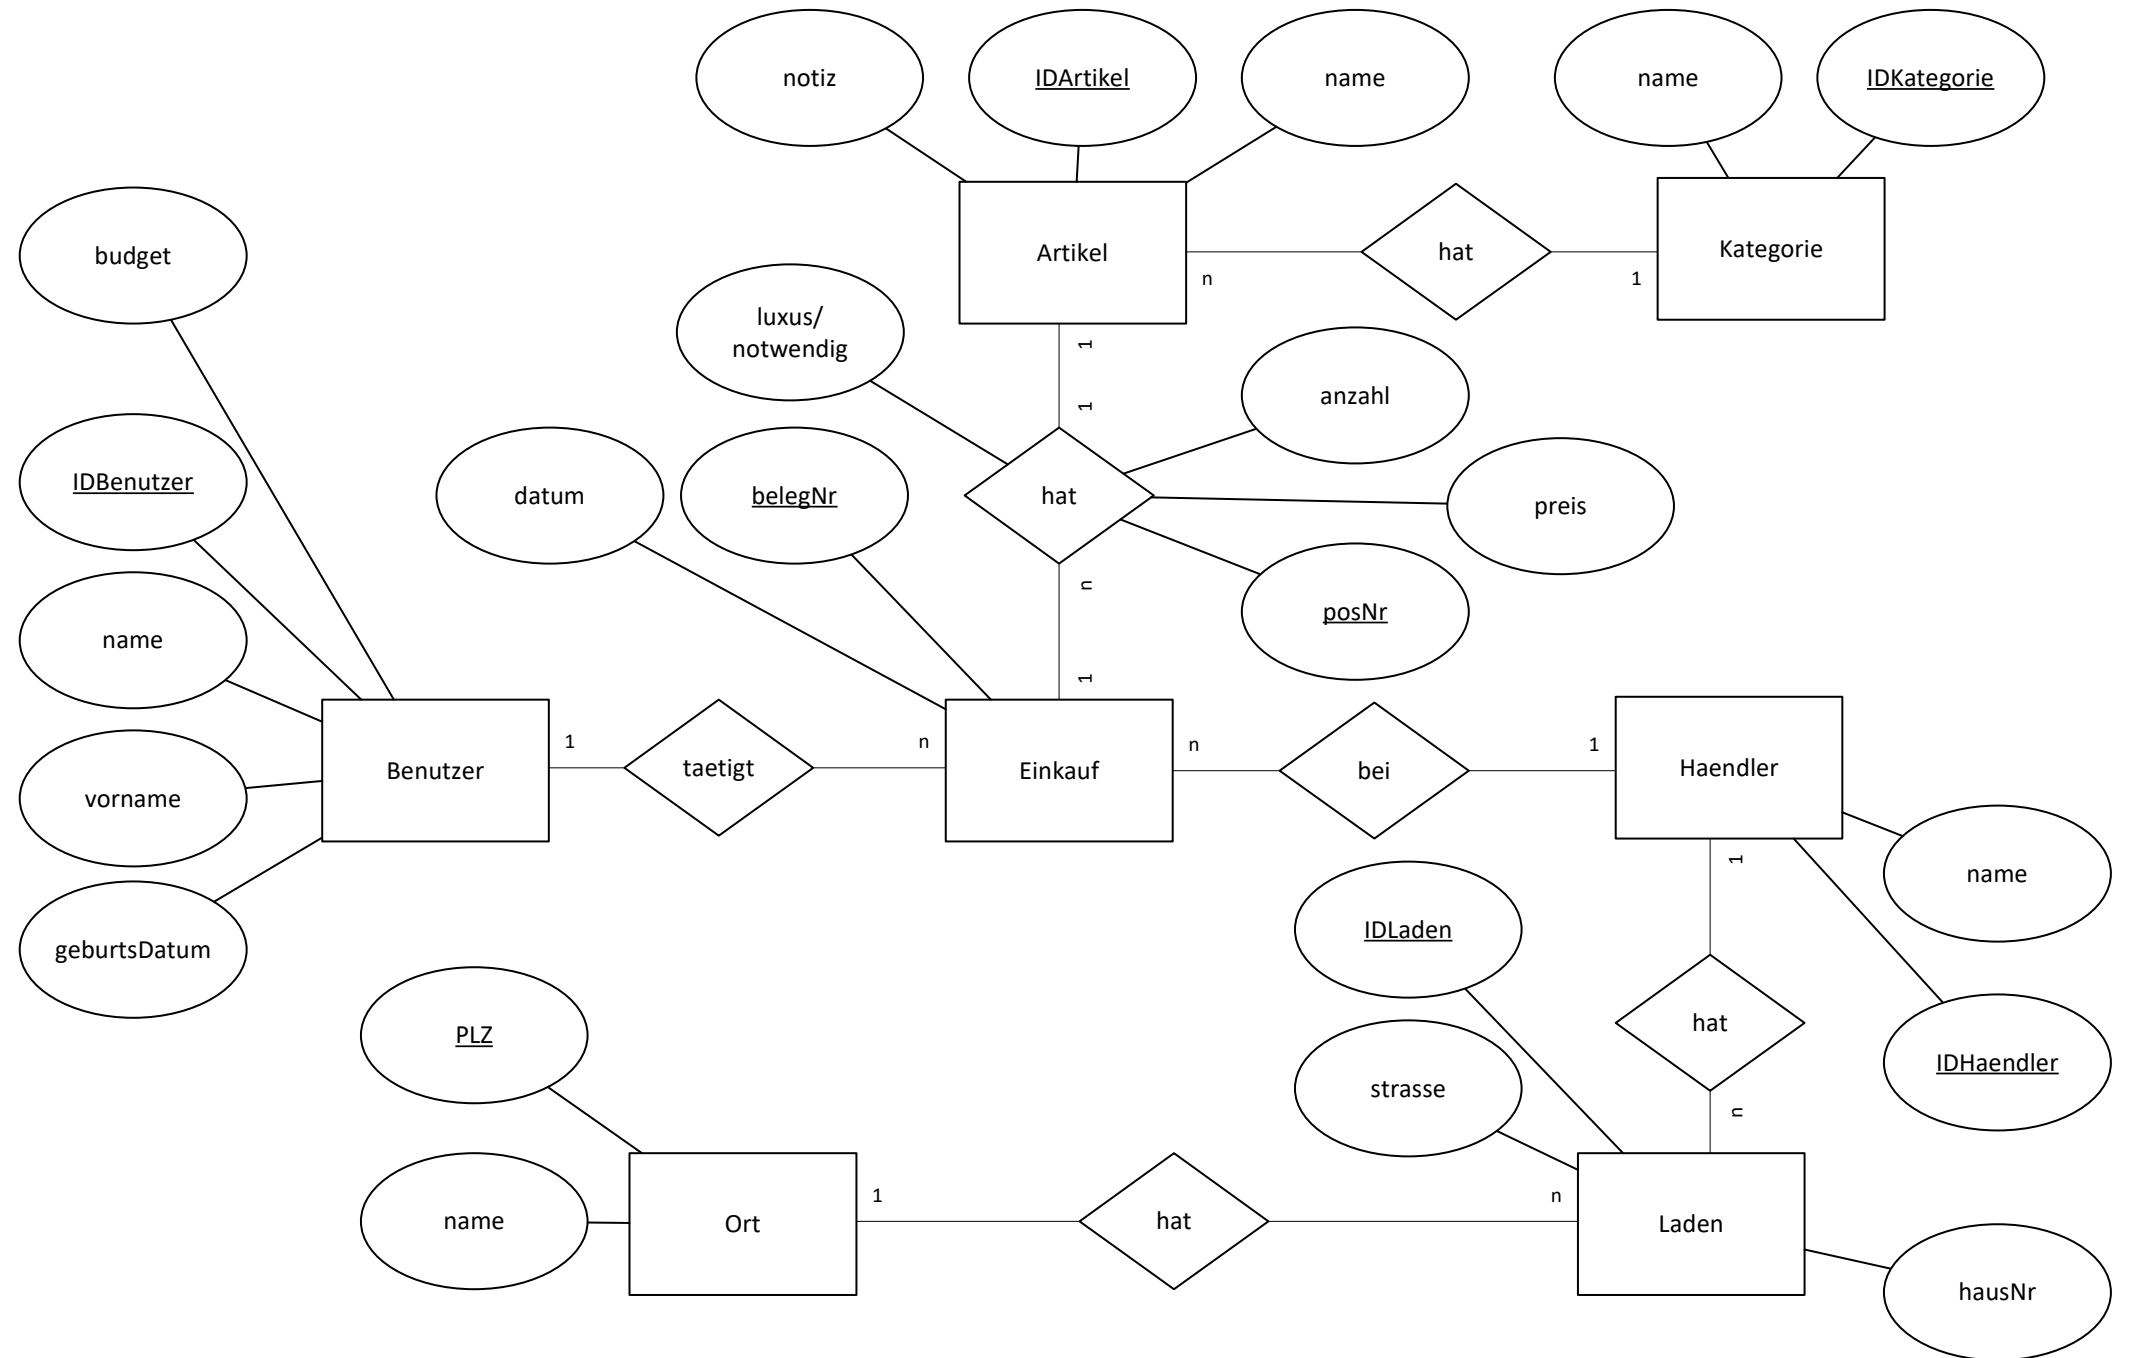 notiz
IDArtikel
name
name
IDKategorie
budget
Artikel
hat
Kategorie
n
1
luxus/
notwendig
1
1
anzahl
IDBenutzer
datum
belegNr
hat
preis
n
posNr
name
1
Benutzer
1
taetigt
n
Einkauf
n
bei
1
Haendler
vorname
1
name
geburtsDatum
IDLaden
PLZ
hat
IDHaendler
strasse
n
name
Ort
1
hat
n
Laden
hausNr